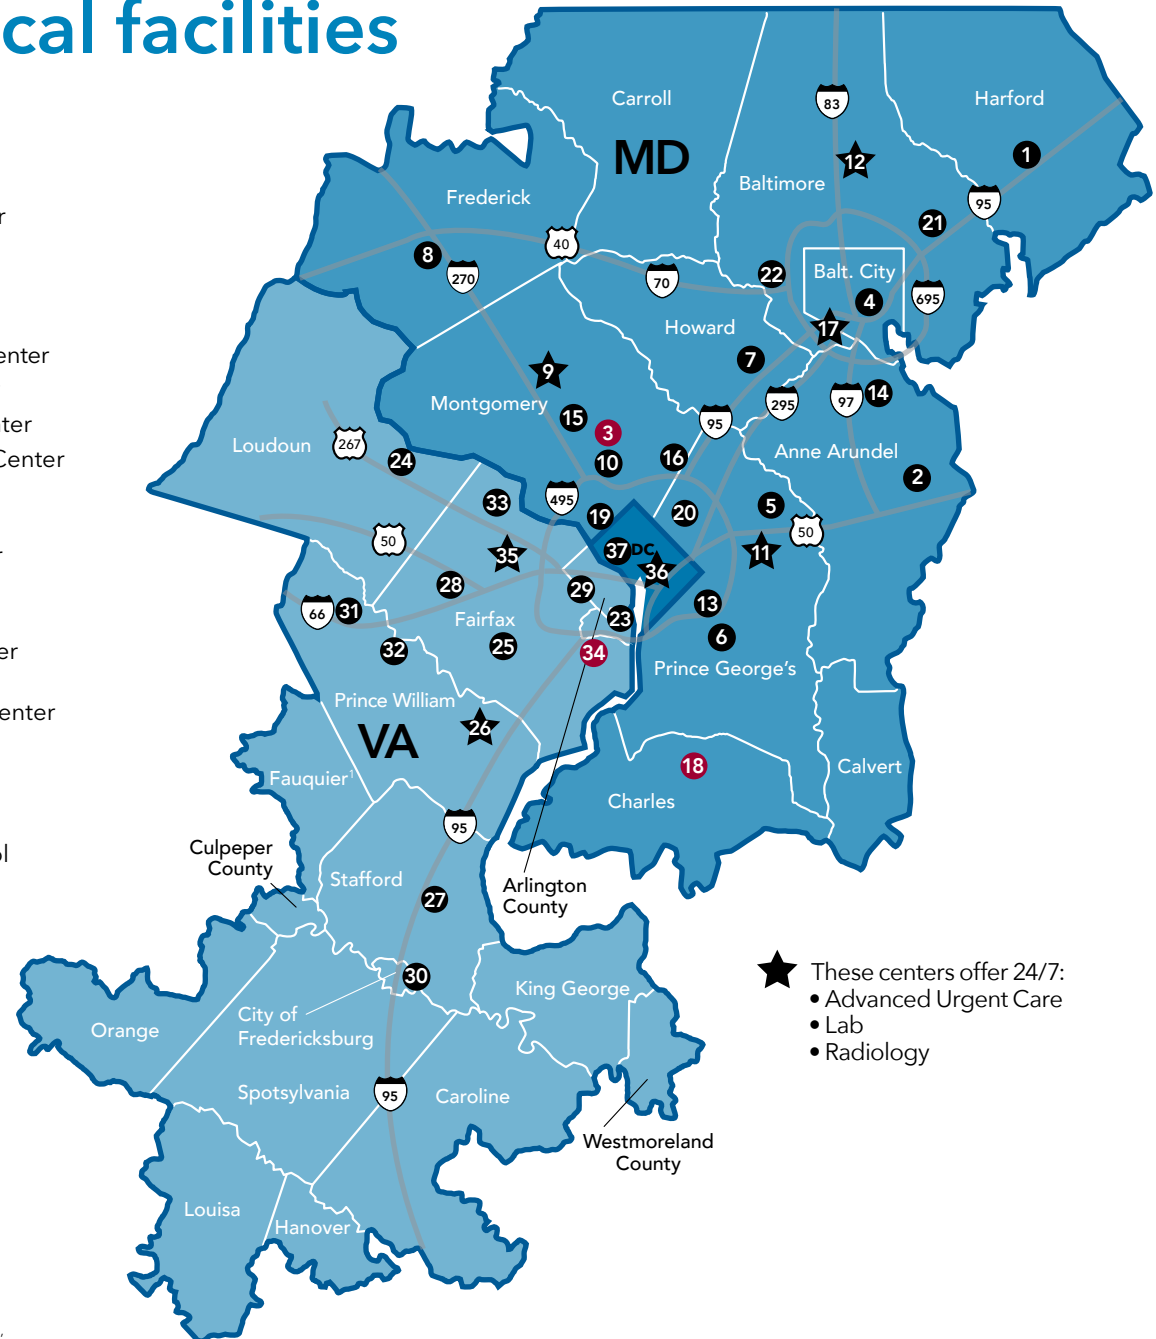 cal facilities
r
enter
ter
Center
er
enter
ol
Carroll
83
Harford
MD
12
1
Baltimore
Frederick
95
21
40
8
270
70
22
Balt. City
4
695
17
Howard
7
9
Montgomery
295
97
14
15
3
95
Loudoun
267
24
10
16
Anne Arundel
2
33
495
19
20
5
50
50
35
37
DC
36
11
28
29
13
66
31
Fairfax
23
6
32
25
34
Prince George's
Prince William
26
VA
18
Calvert
Fauquier¹
Charles
95
Culpeper
County
Stafford
27
Arlington
County
30
King George
These centers offer 24/7:
• Advanced Urgent Care
• Lab
• Radiology
City of
Fredericksburg
Orange
Spotsylvania
95
Caroline
Westmoreland
County
Louisa
Hanover